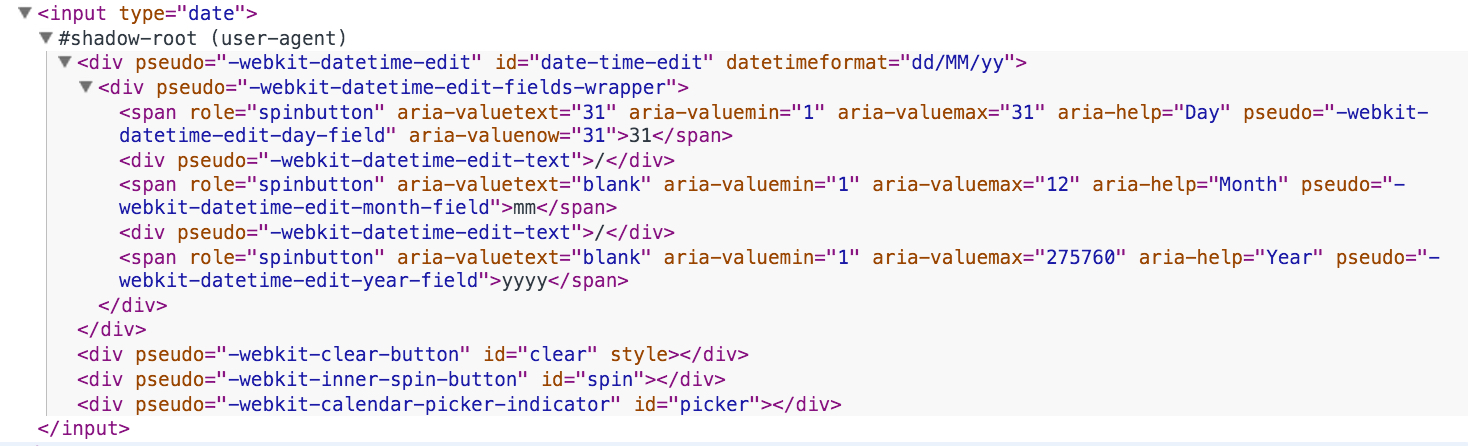 <input type="date">
#shadow-root (user-agent)
<div pseudo="-webkit-datetime-edit" id="date-time-edit" datetimeformat="dd/MM/yy">
<div pseudo="-webkit-datetime-edit-fields-wrapper">
<span role="spinbutton" aria-valuetext="31" aria-valuemin="1" aria-valuemax="31" aria-help="Day" pseudo="-webkit-
datetime-edit-day-field" aria-valuenow="31">31</span>
<div pseudo="-webkit-datetime-edit-text">/</div>
<span role="spinbutton" aria-valuetext="blank" aria-valuemin="1" aria-valuemax="12" aria-help="Month" pseudo="-
webkit-datetime-edit-month-field">mm</span>
<div pseudo="-webkit-datetime-edit-text">/</div>
<span role="spinbutton" aria-valuetext="blank" aria-valuemin="1" aria-valuemax="275760" aria-help="Year" pseudo="-
webkit-datetime-edit-year-field">yyyy</span>
</div>
</div>
<div pseudo="-webkit-clear-button" id="clear" style></div>
<div pseudo="-webkit-inner-spin-button" id="spin"></div>
<div pseudo="-webkit-calendar-picker-indicator" id="picker"></div>
</input>